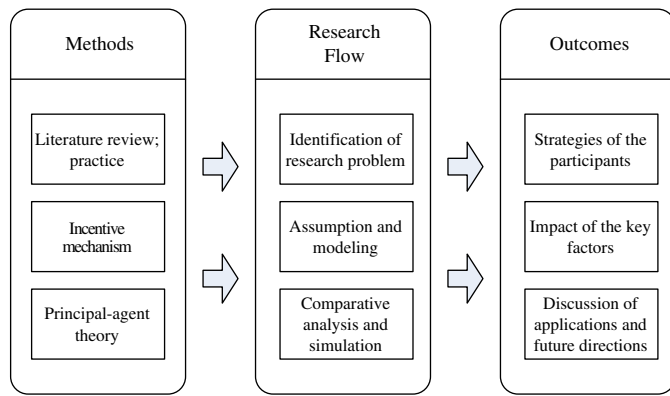 Methods
Literature review;
practice
Incentive
mechanism
Principal-agent
theory
Research
Flow
Identification of
research problem
Assumption and
modeling
Comparative
analysis and
simulation
Outcomes
Strategies of the
participants
Impact of the key
factors
Discussion of
applications and
future directions